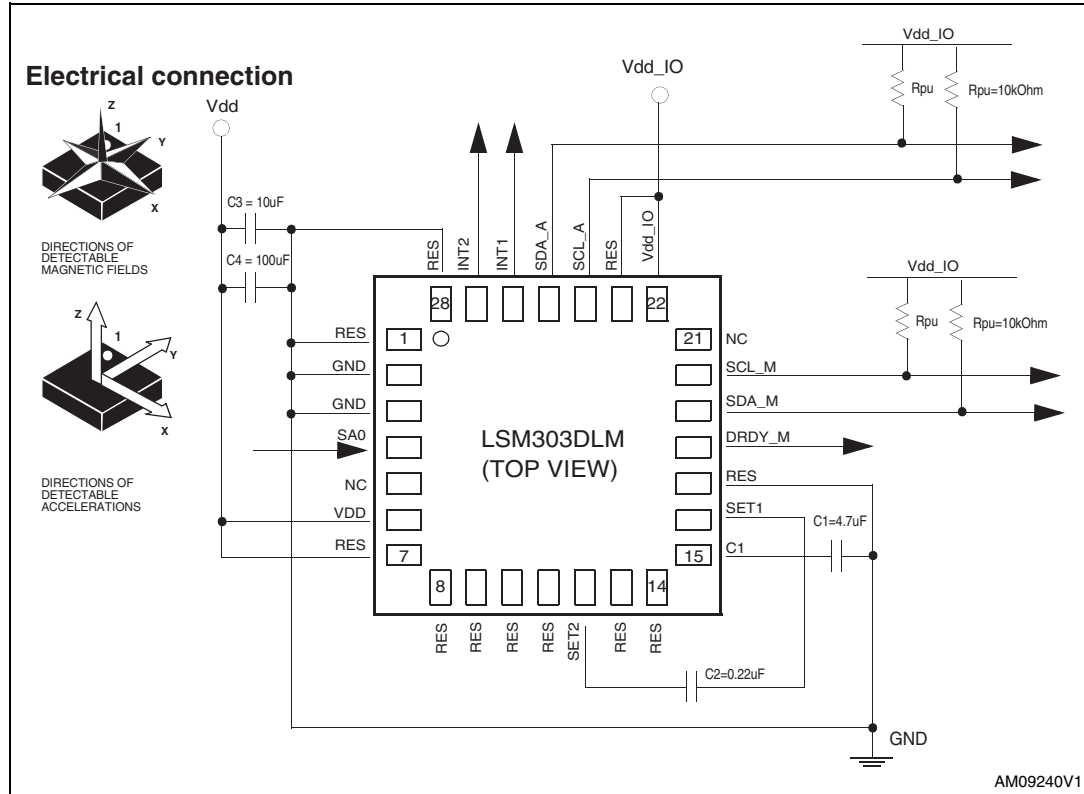 Electrical connection
Vdd
Z
1
Y
X
DIRECTIONS OF
DETECTABLE
MAGNETIC FIELDS
Z
1
Y
X
DIRECTIONS OF
DETECTABLE
ACCELERATIONS
C3 = 10uF
C4 = 100uF
Vdd_IO
Vdd_IO
Rpu
Rpu=10kOhm
Vdd_IO
Rpu
Rpu=10kOhm
RES
INT2
INT1
SDA_A
SCL_A
RES
Vdd_IO
28
22
RES
GND
GND
SA0
NC
VDD
RES
1
7
LSM303DLM
(TOP VIEW)
21
15
NC
SCL_M
SDA_M
DRDY_M
RES
SET1
C1
C1=4.7uF
8
14
RES
RES
RES
RES
SET2
RES
RES
C2=0.22uF
GND
AM09240V1